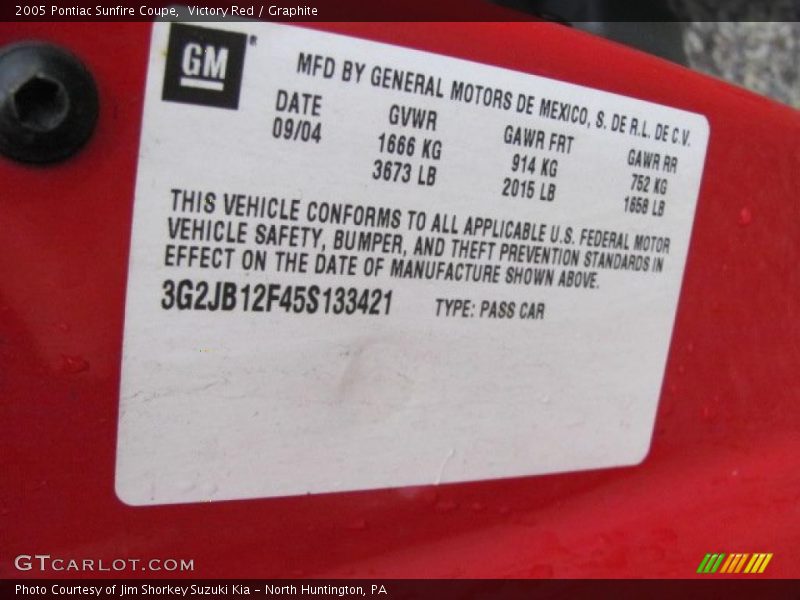 2005 Pontiac Sunfire Coupe,  Victory Red / Graphite
GM®
MFD BY GENERAL MOTORS DE MEXICO, S. DE R.L. DE C.V.
DATE GVWR GAWR FRT GAWR RR
09/04 1666 KG 914 KG 752 KG
3673 LB 2015 LB 1658 LB
THIS VEHICLE CONFORMS TO ALL APPLICABLE U.S. FEDERAL MOTOR
VEHICLE SAFETY, BUMPER, AND THEFT PREVENTION STANDARDS IN
EFFECT ON THE DATE OF MANUFACTURE SHOWN ABOVE.
3G2JB12F45S133421 TYPE: PASS CAR
GTcarlot.com
Photo Courtesy of Jim Shorkey Suzuki Kia - North Huntington, PA